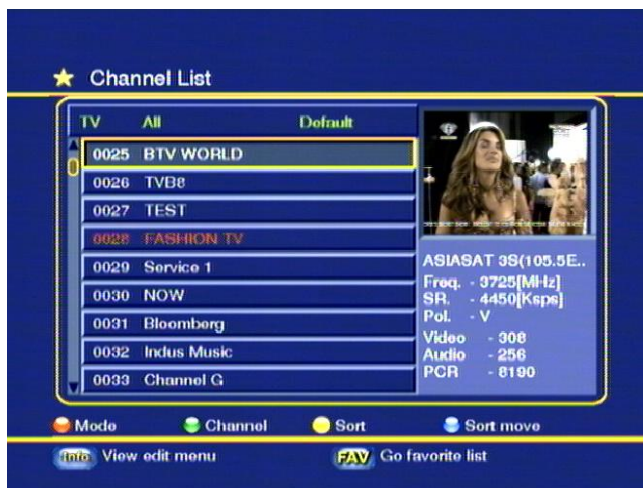 Channel List
TV All Default
0025 BTV WORLD
0026 TVB8
0027 TEST
0028 FASHION TV
0029 Service 1
0030 NOW
0031 Bloomberg
0032 Indus Music
0033 Channel G
ASIASAT 3S(105.5E..
Freq. - 3725[MHz]
SR. - 4450[Ksps]
Pol. - V
Video - 308
Audio - 256
PCR - 8190
Mode Channel Sort Sort move
Info View edit menu FAV Go favorite list